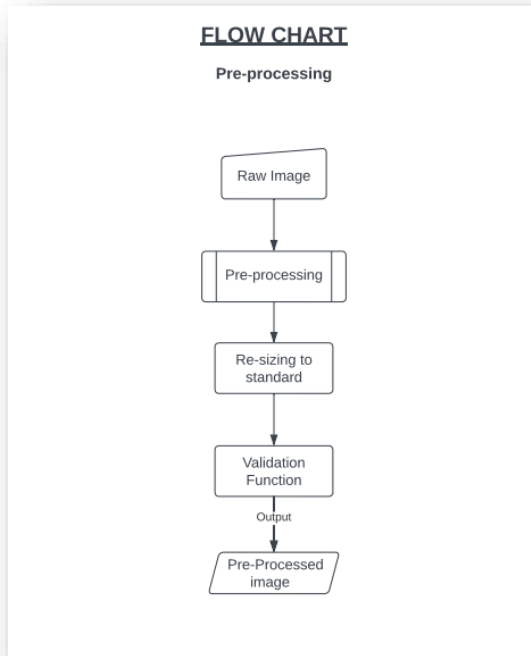 FLOW CHART
Pre-processing
Raw Image
Pre-processing
Re-sizing to
standard
Validation
Function
Output
Pre-Processed
image